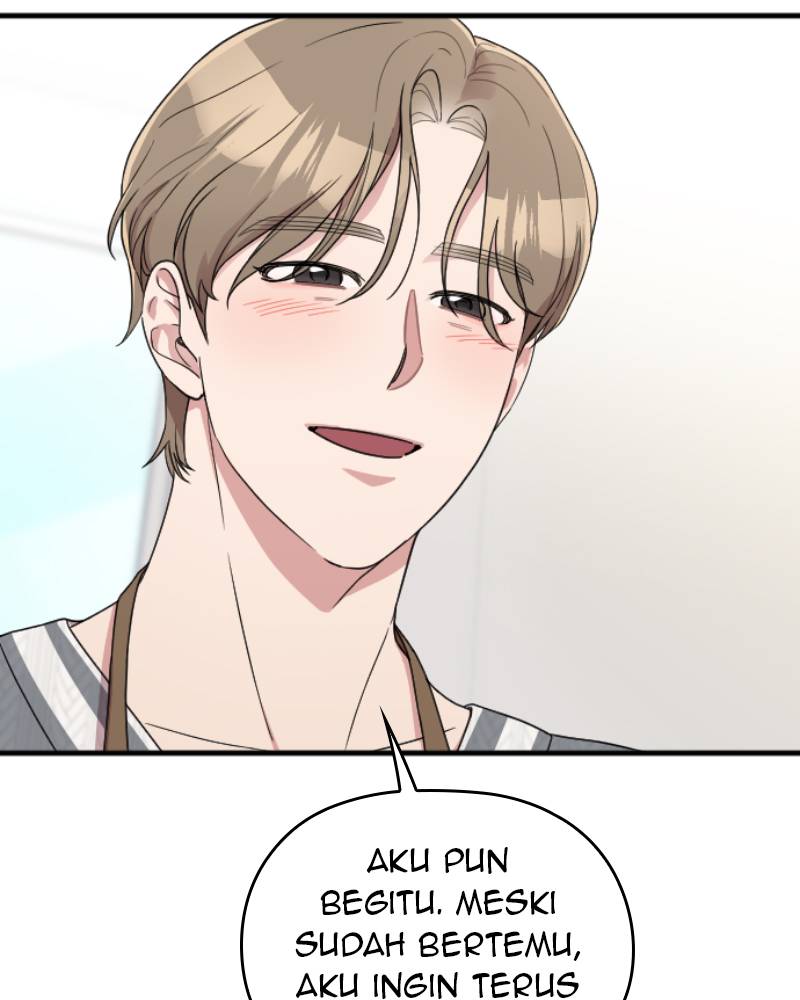 AKU PUN
BEGITU. MESKI
SUDAH BERTEMU,
AKU INGIN TERUS